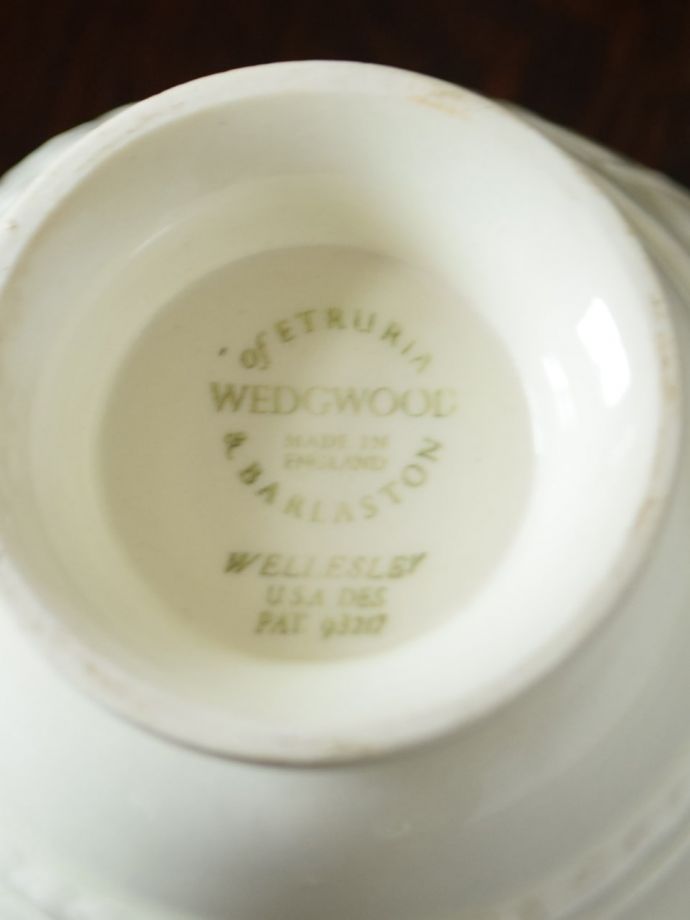 of ETRURIA
WEDGWOOD
MADE IN
ENGLAND
& BARLASTON
WELLESLEY
U.S.A DES
PAT. 93217